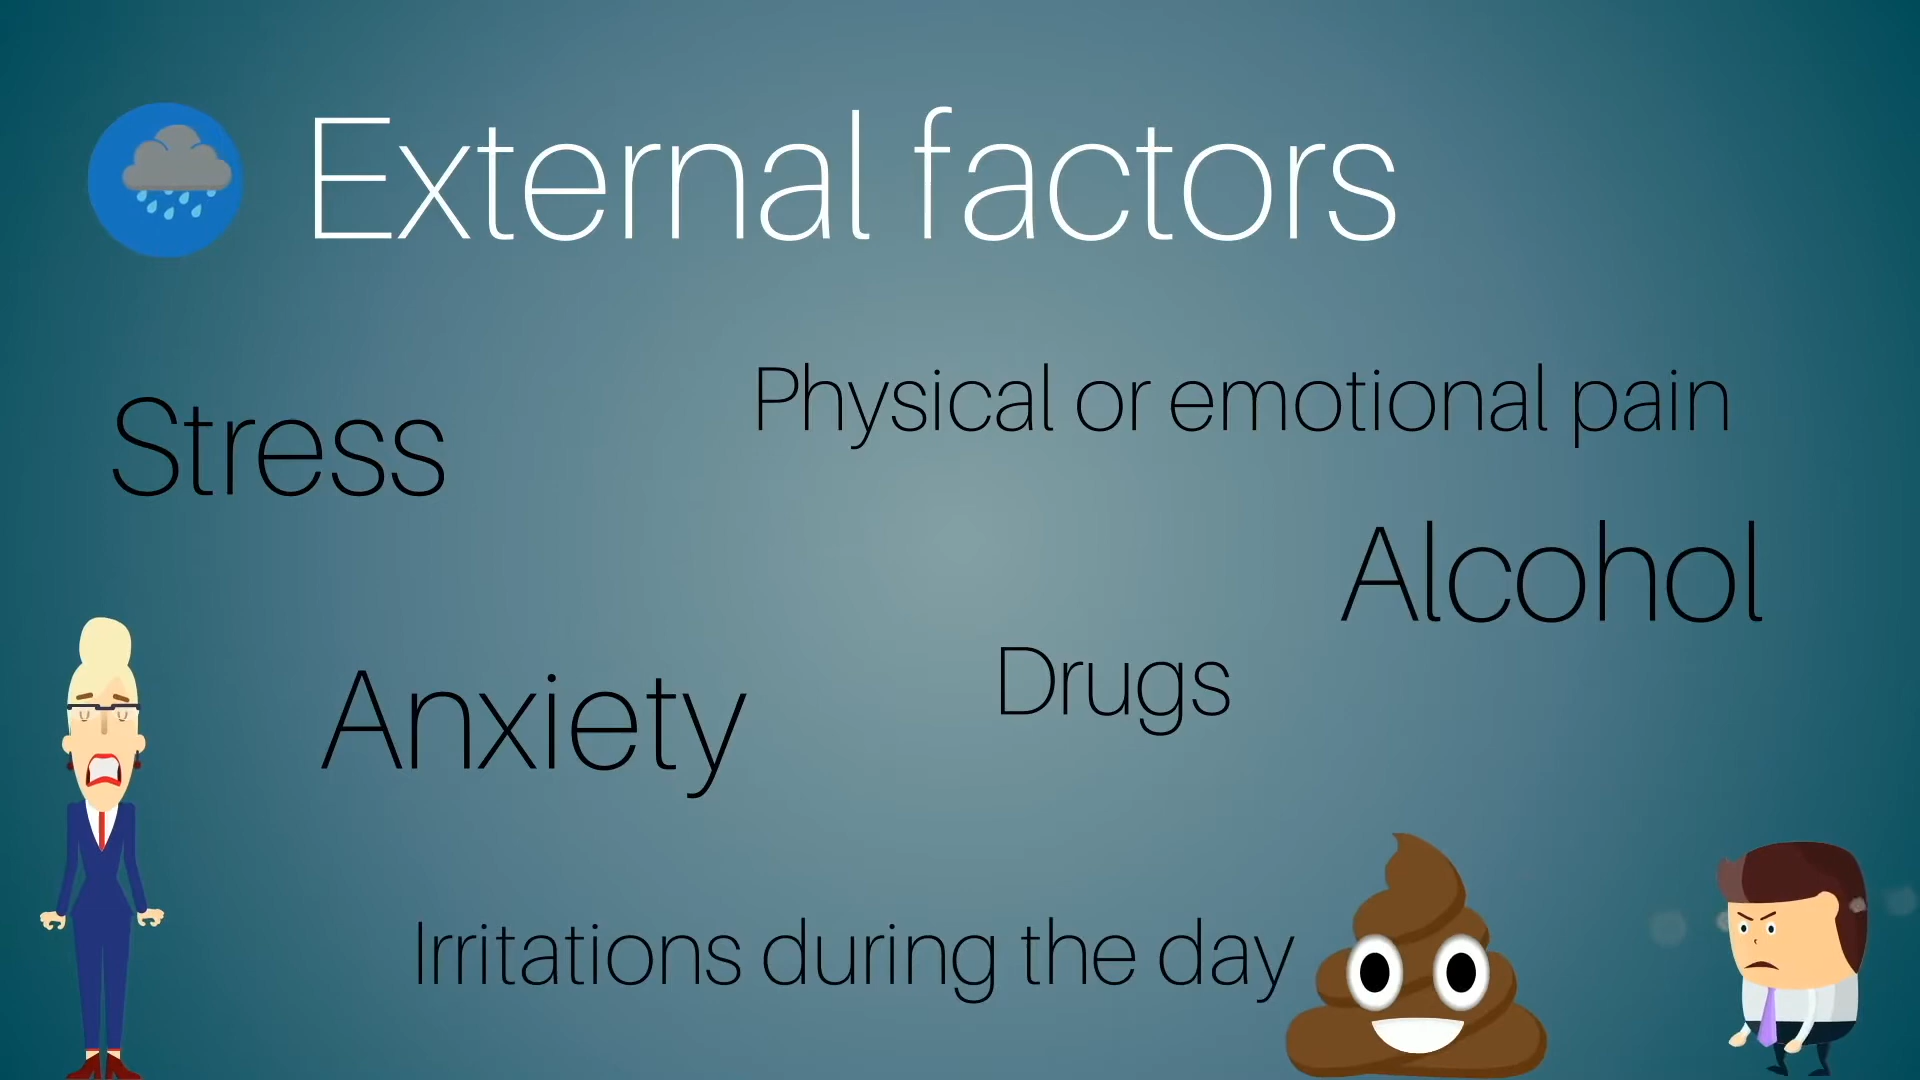 External factors
Physical or emotional pain
Stress
Alcohol
Drugs
Anxiety
Irritations during the day